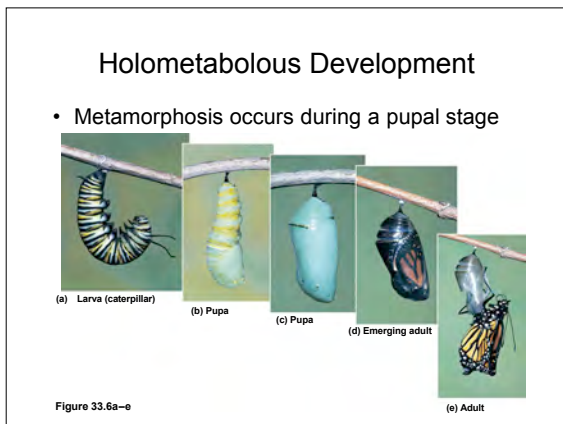 Holometabolous Development
• Metamorphosis occurs during a pupal stage
(a) Larva (caterpillar)
(b) Pupa
(c) Pupa
(d) Emerging adult
(e) Adult
Figure 33.6a–e